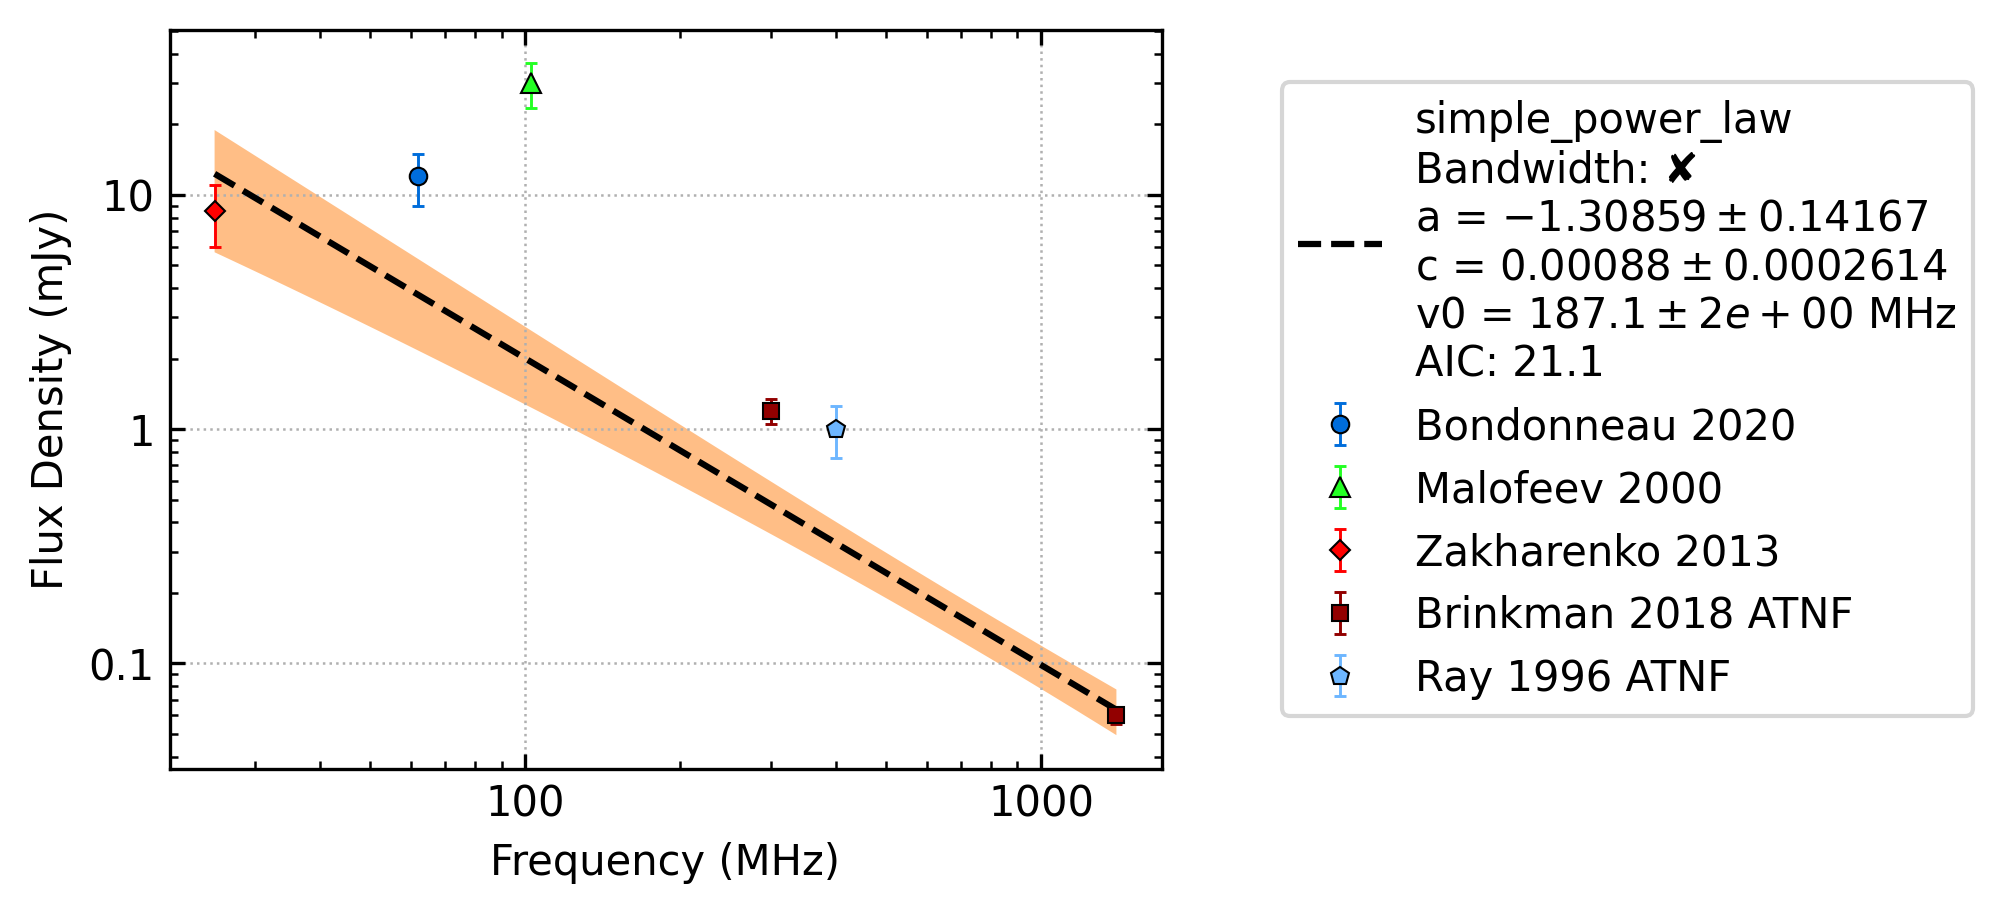 10
1
0.1
100
1000
Flux Density (mJy)
Frequency (MHz)
simple_power_law
Bandwidth: ✘
a = −1.30859 ± 0.14167
c = 0.00088 ± 0.0002614
v0 = 187.1 ± 2e + 00 MHz
AIC: 21.1
Bondonneau 2020
Malofeev 2000
Zakharenko 2013
Brinkman 2018 ATNF
Ray 1996 ATNF